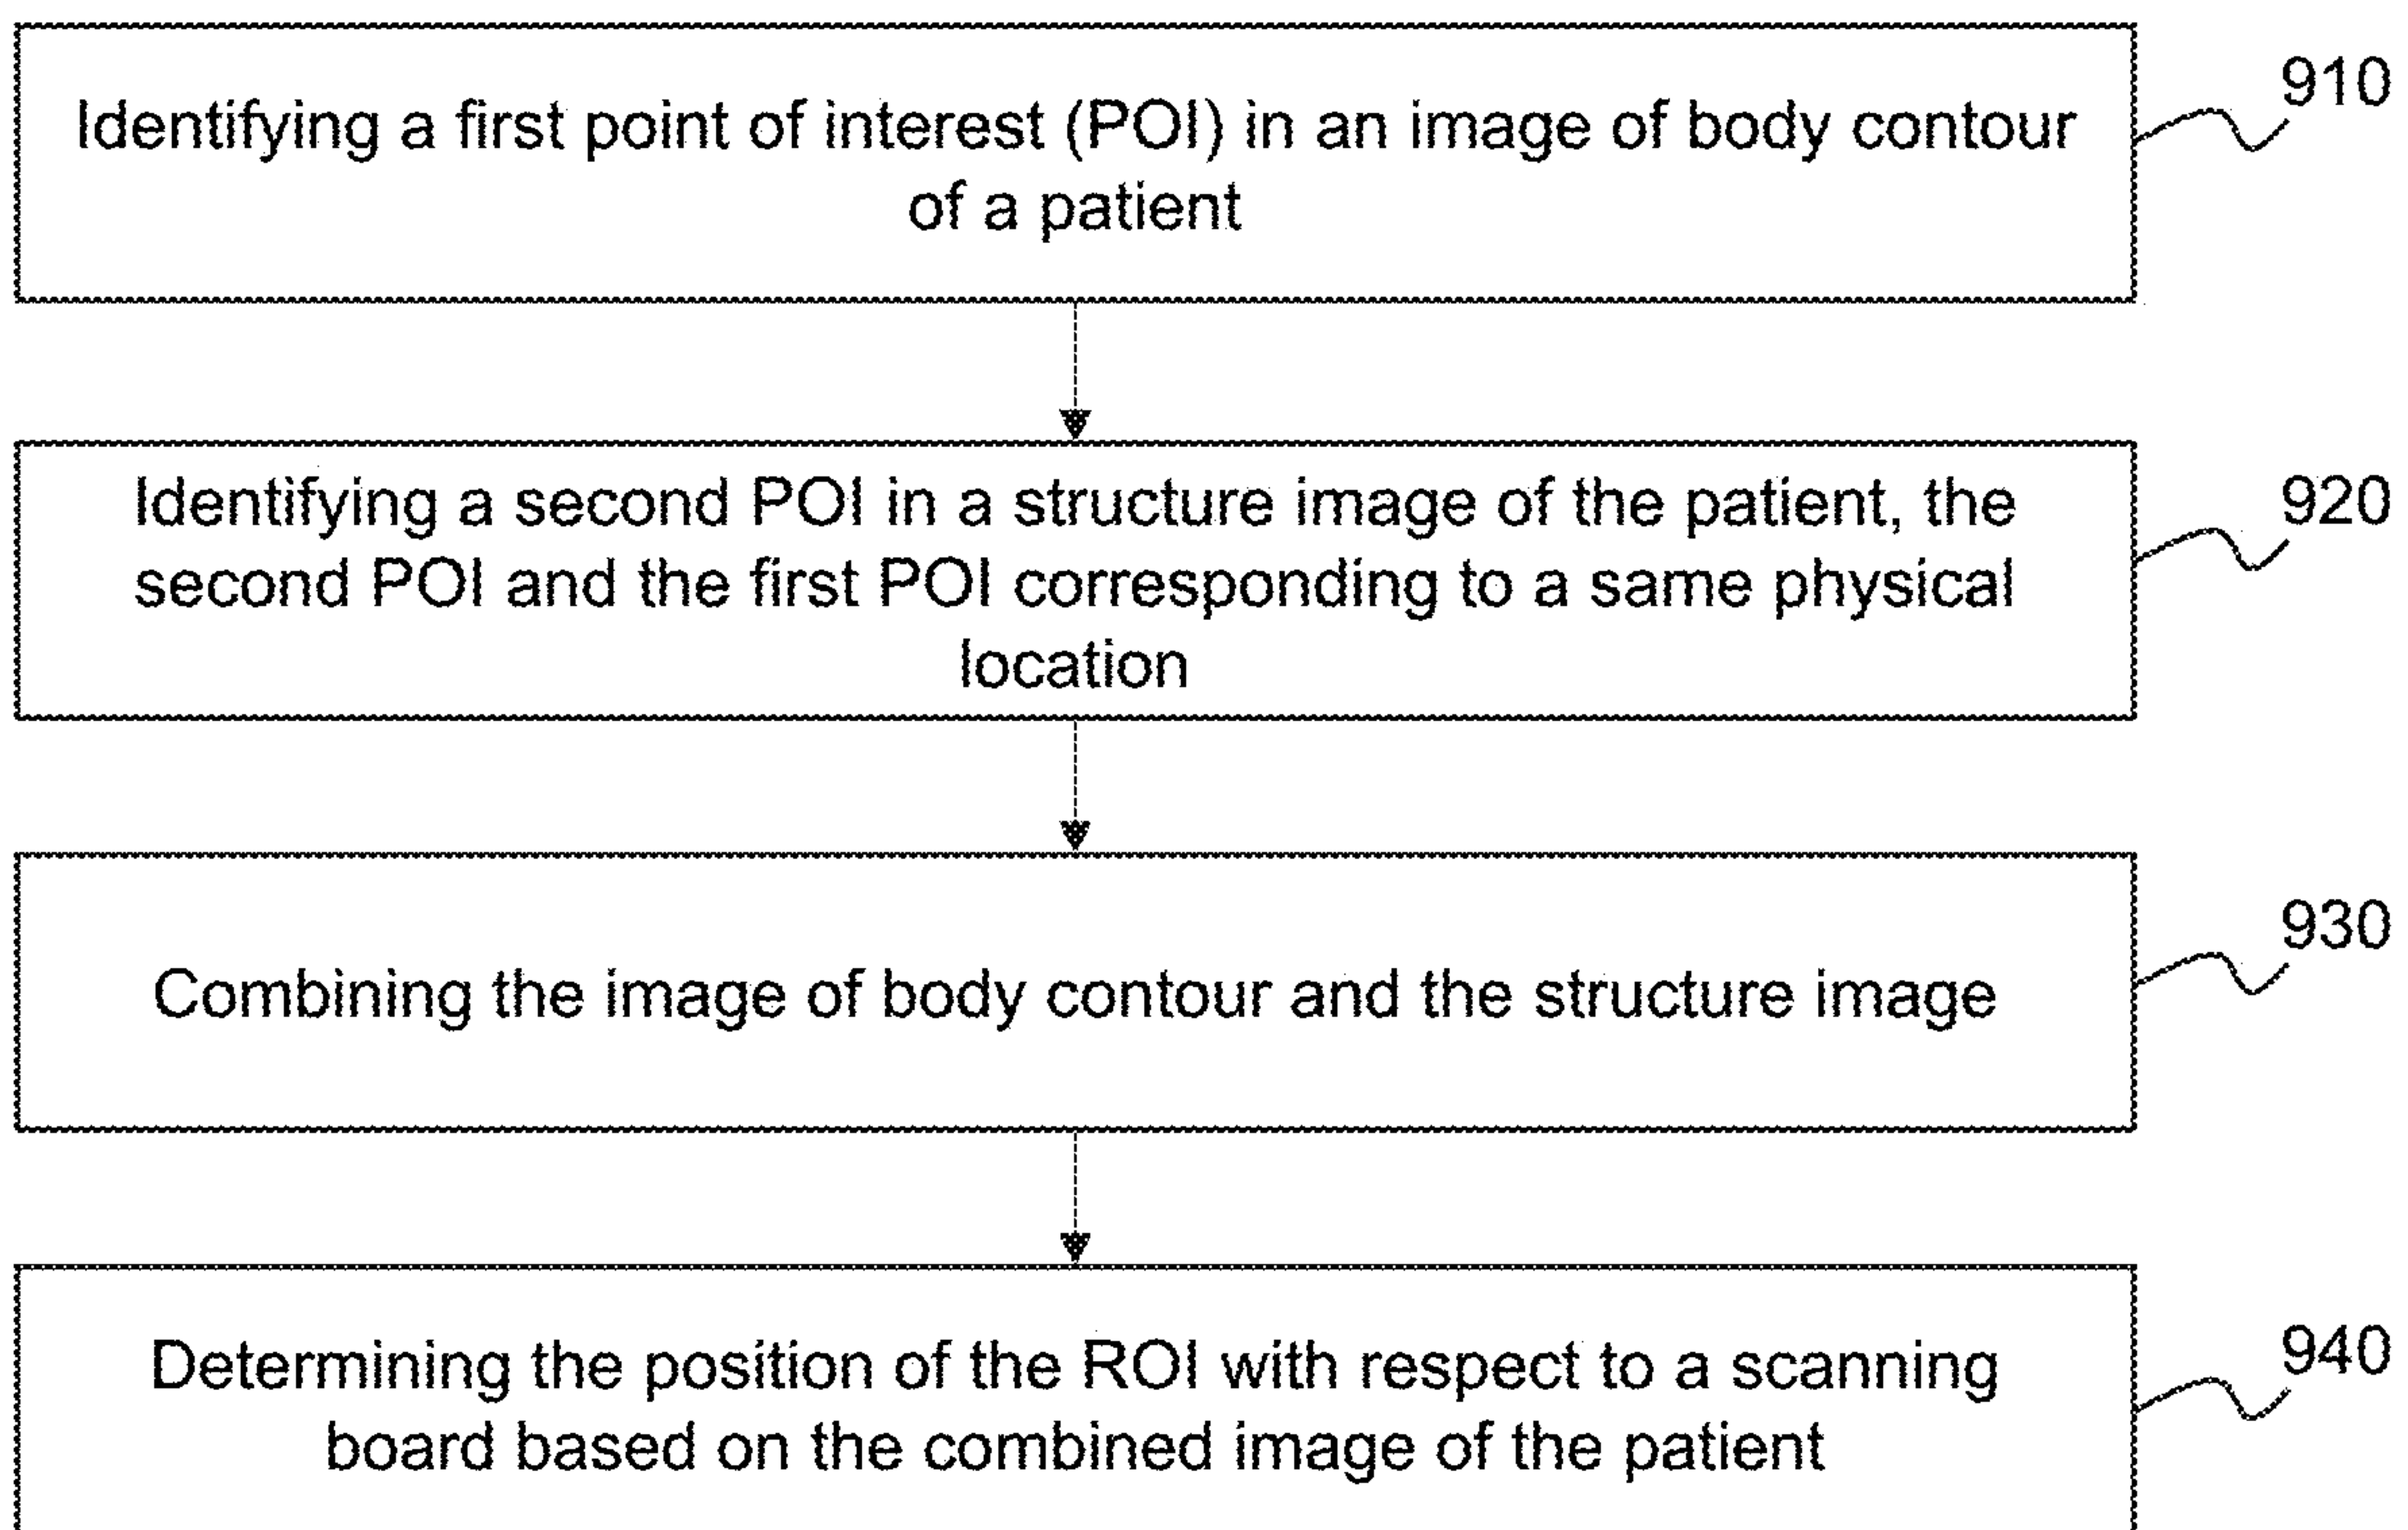 Identifying a first point of interest (POI) in an image of body contour
of a patient
910
Identifying a second POI in a structure image of the patient, the
second POI and the first POI corresponding to a same physical
location
920
Combining the image of body contour and the structure image
930
Determining the position of the ROI with respect to a scanning
board based on the combined image of the patient
940